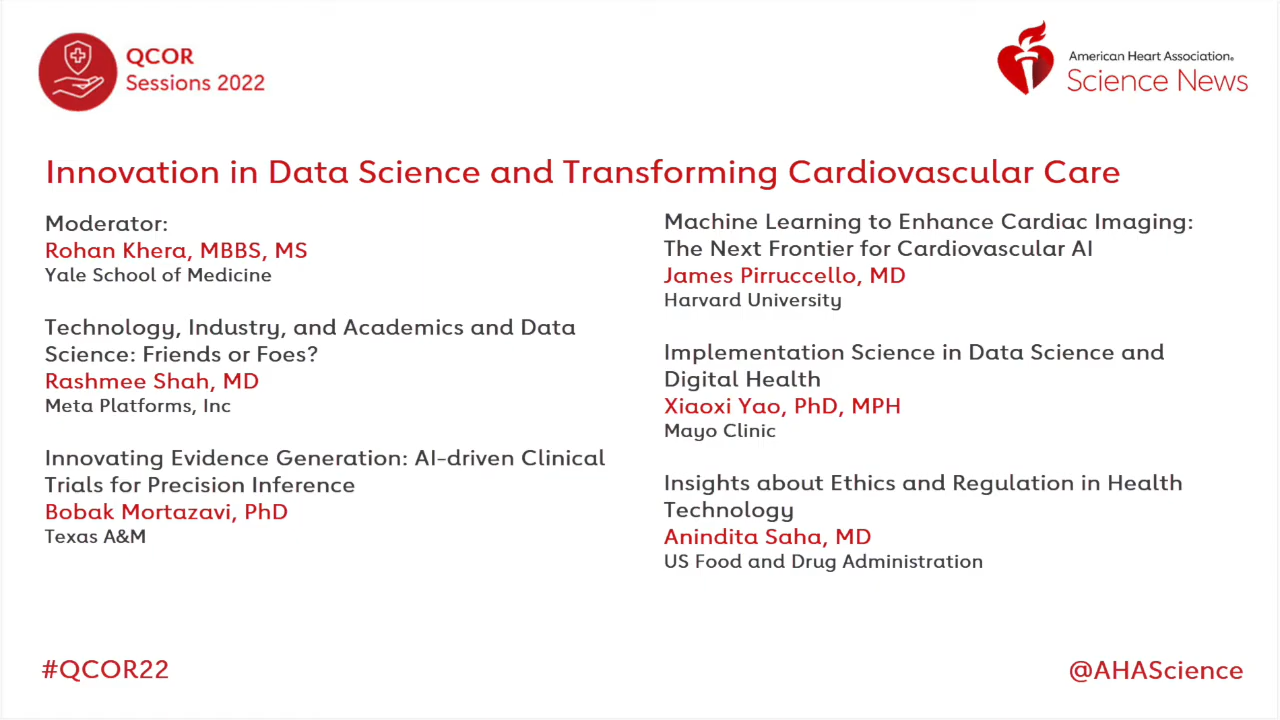 QCOR
Sessions 2022
American Heart Association®
Science News
Innovation in Data Science and Transforming Cardiovascular Care
Moderator:
Rohan Khera, MBBS, MS
Yale School of Medicine
Technology, Industry, and Academics and Data
Science: Friends or Foes?
Rashmee Shah, MD
Meta Platforms, Inc
Innovating Evidence Generation: AI-driven Clinical
Trials for Precision Inference
Bobak Mortazavi, PhD
Texas A&M
Machine Learning to Enhance Cardiac Imaging:
The Next Frontier for Cardiovascular AI
James Pirruccello, MD
Harvard University
Implementation Science in Data Science and
Digital Health
Xiaoxi Yao, PhD, MPH
Mayo Clinic
Insights about Ethics and Regulation in Health
Technology
Anindita Saha, MD
US Food and Drug Administration
#QCOR22
@AHAScience